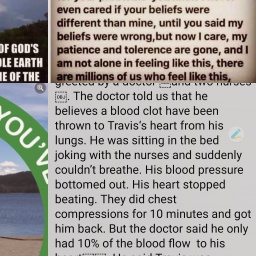 even cared if your beliefs were
different than mine, until you said my
beliefs were wrong,but now I care, my
patience and tolerence are gone, and I
am not alone in feeling like this, there
are millions of us who feel like this,
OF GOD'S
OLE EARTH
E OF THE
YOU'VE
greeted by a doctor and two nurses
OBJ. The doctor told us that he
believes a blood clot have been
thrown to Travis's heart from his
lungs. He was sitting in the bed
joking with the nurses and suddenly
couldn't breathe. His blood pressure
bottomed out. His heart stopped
beating. They did chest
compressions for 10 minutes and got
him back. But the doctor said he only
had 10% of the blood flow to his